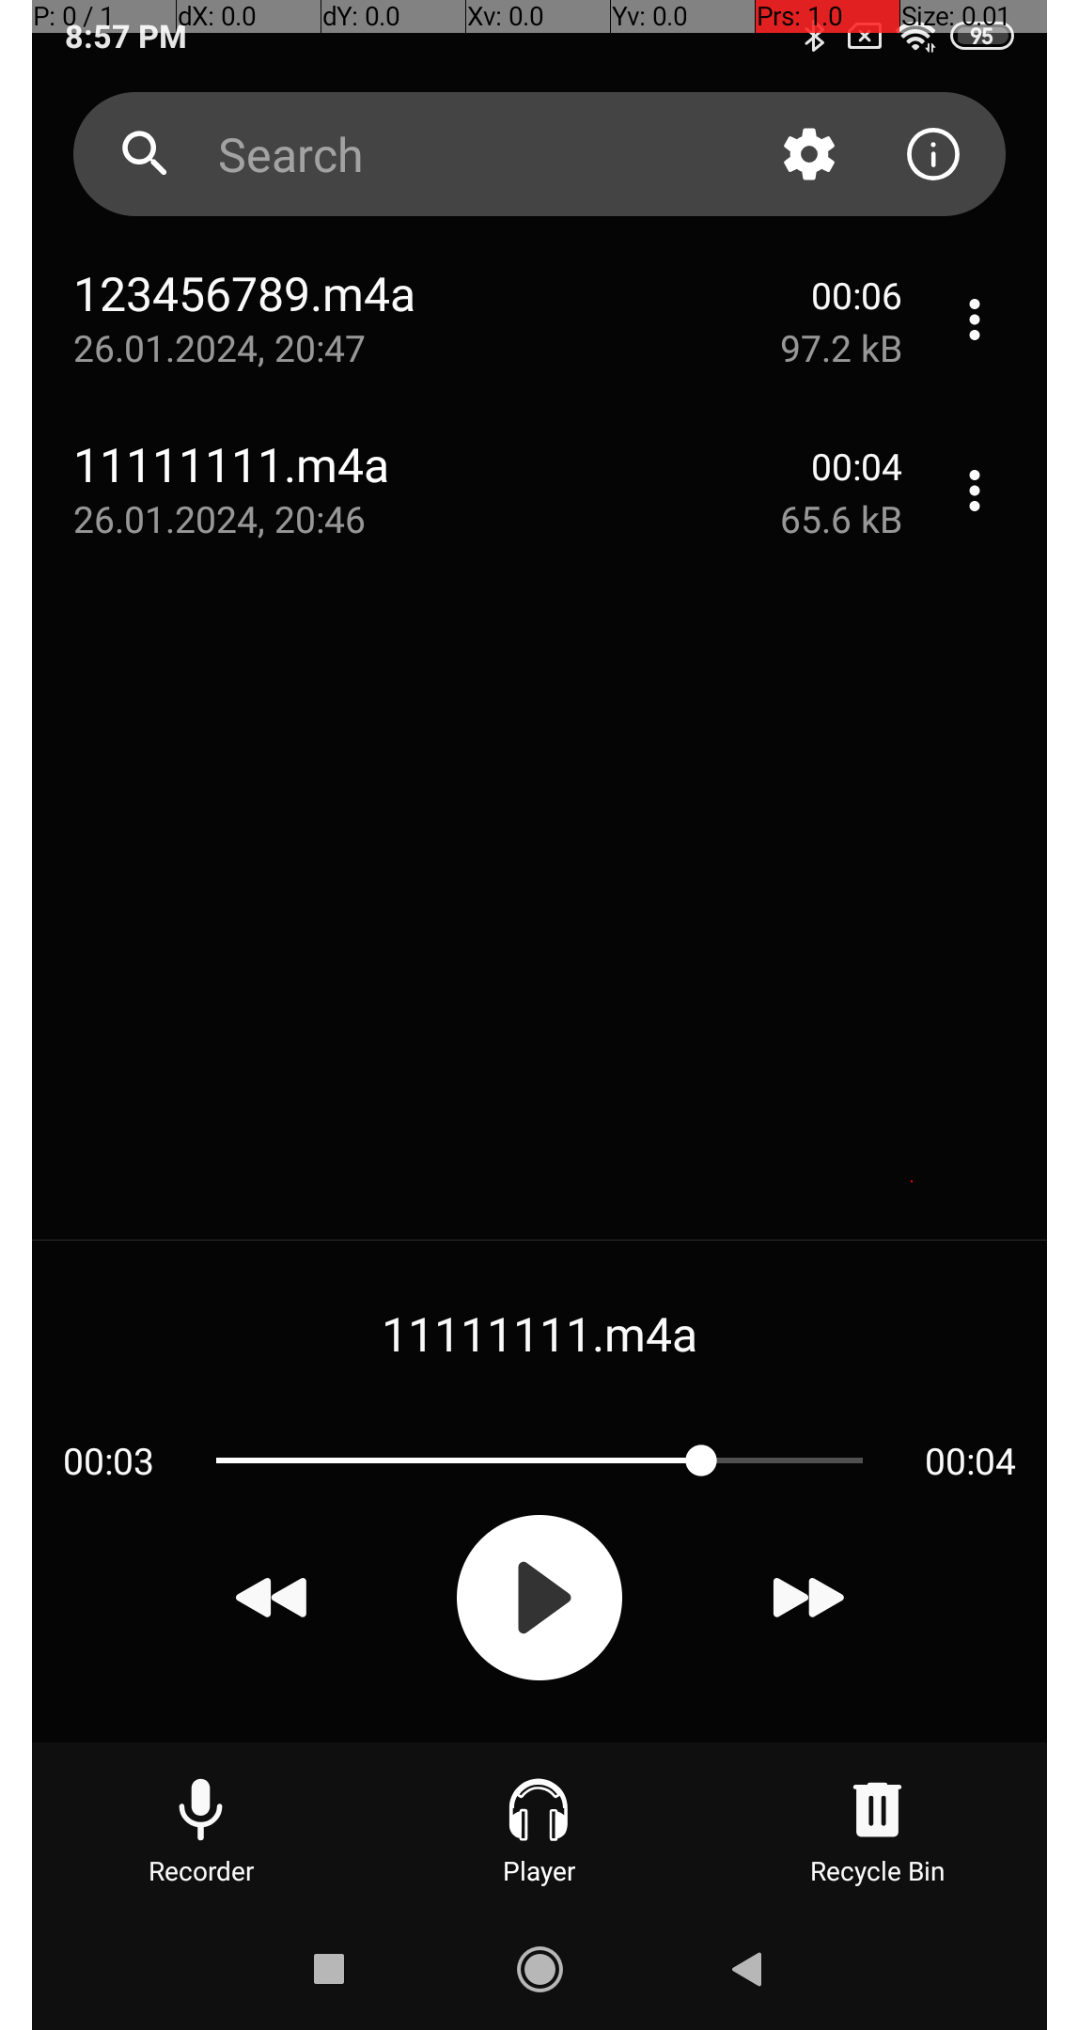 P: 0 / 1 dX: 0.0 dY: 0.0 Xv: 0.0 Yv: 0.0 Prs: 1.0 Size: 0.01
8:57 PM 95
Search
123456789.m4a 00:06
26.01.2024, 20:47 97.2 kB
11111111.m4a 00:04
26.01.2024, 20:46 65.6 kB
11111111.m4a
00:03 00:04
Recorder Player Recycle Bin